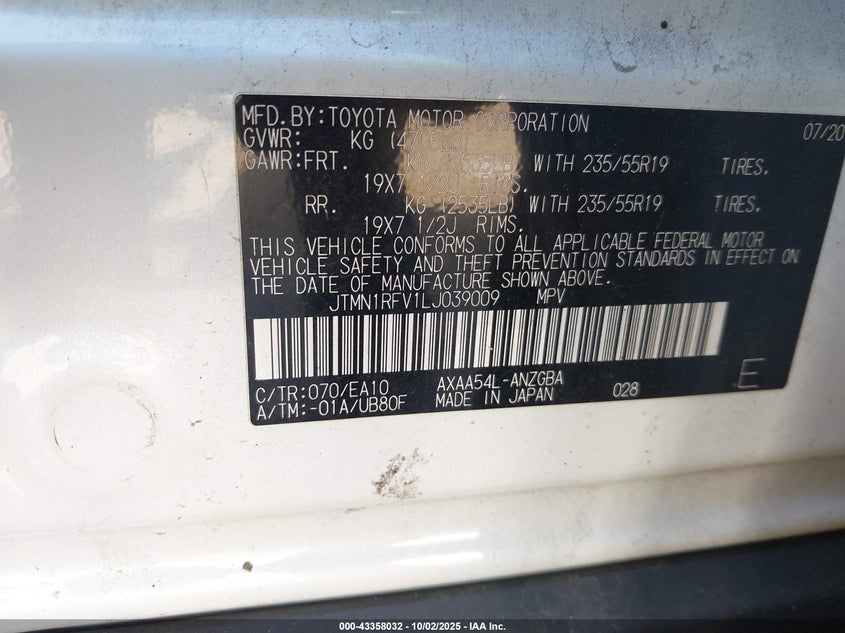 MFD.BY:TOYOTA MOTOR CORPORATION 07/20
GVWR: KG
GAWR:FRT. KG (2535LB) WITH 235/55R19 TIRES.
19X7 1/2J RIMS.
RR. KG (2535LB) WITH 235/55R19 TIRES.
19X7 1/2J RIMS.
THIS VEHICLE CONFORMS TO ALL APPLICABLE FEDERAL MOTOR
VEHICLE SAFETY AND THEFT PREVENTION STANDARDS IN EFFECT ON
THE DATE OF MANUFACTURE SHOWN ABOVE.
JTMN1RFV1LJ039009 MPV
C/TR:070/EA10 AXAA54L-ANZGBA 028 E
A/TM:-01A/UB80F MADE IN JAPAN
000-43358032 - 10/02/2025 - IAA Inc.